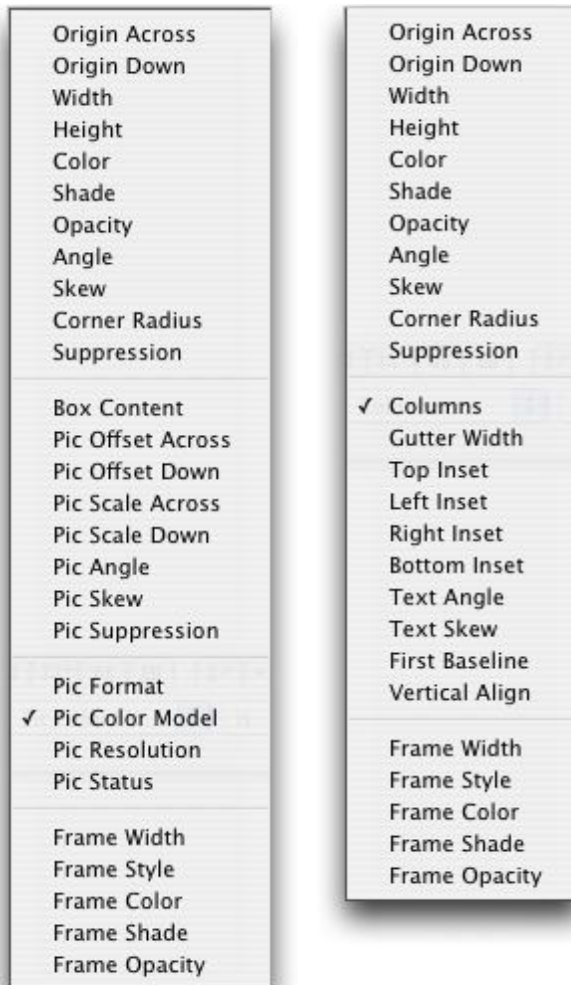 Origin Across
Origin Down
Width
Height
Color
Shade
Opacity
Angle
Skew
Corner Radius
Suppression
Box Content
Pic Offset Across
Pic Offset Down
Pic Scale Across
Pic Scale Down
Pic Angle
Pic Skew
Pic Suppression
Pic Format
✓ Pic Color Model
Pic Resolution
Pic Status
Frame Width
Frame Style
Frame Color
Frame Shade
Frame Opacity
Origin Across
Origin Down
Width
Height
Color
Shade
Opacity
Angle
Skew
Corner Radius
Suppression
✓ Columns
Gutter Width
Top Inset
Left Inset
Right Inset
Bottom Inset
Text Angle
Text Skew
First Baseline
Vertical Align
Frame Width
Frame Style
Frame Color
Frame Shade
Frame Opacity